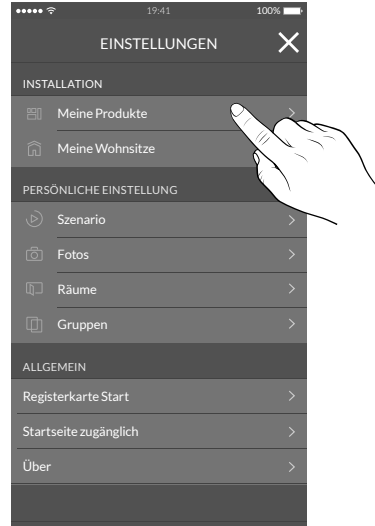 19:41
100%
EINSTELLUNGEN
INSTALLATION
Meine Produkte
Meine Wohnsitze
PERSÖNLICHE EINSTELLUNG
Szenario
Fotos
Räume
Gruppen
ALLGEMEIN
Registerkarte Start
Startseite zugänglich
Über